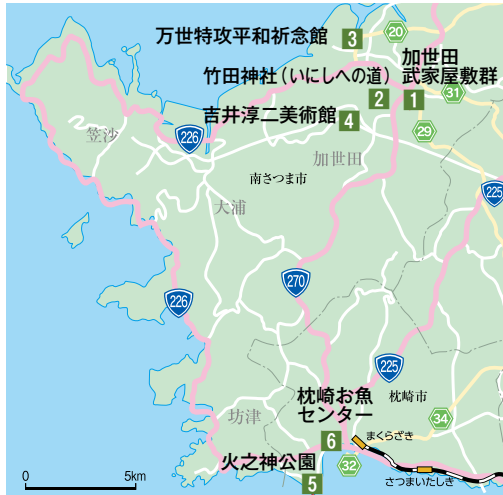 万世特攻平和祈念館
3
20
加世田
武家屋敷群
竹田神社（いにしへの道）
2
1
31
吉井淳二美術館
4
29
226
笠沙
加世田
南さつま市
225
大浦
270
226
225
枕崎お魚
センター
枕崎市
坊津
34
6
まくらざき
火之神公園
32
5
さつまいたしき
0
5km